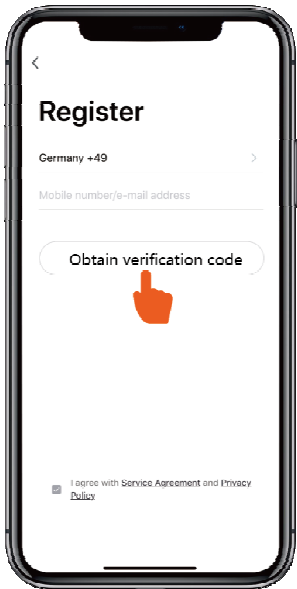 Register
Germany +49
Mobile number/e-mail address
Obtain verification code
I agree with Service Agreement and Privacy
Policy